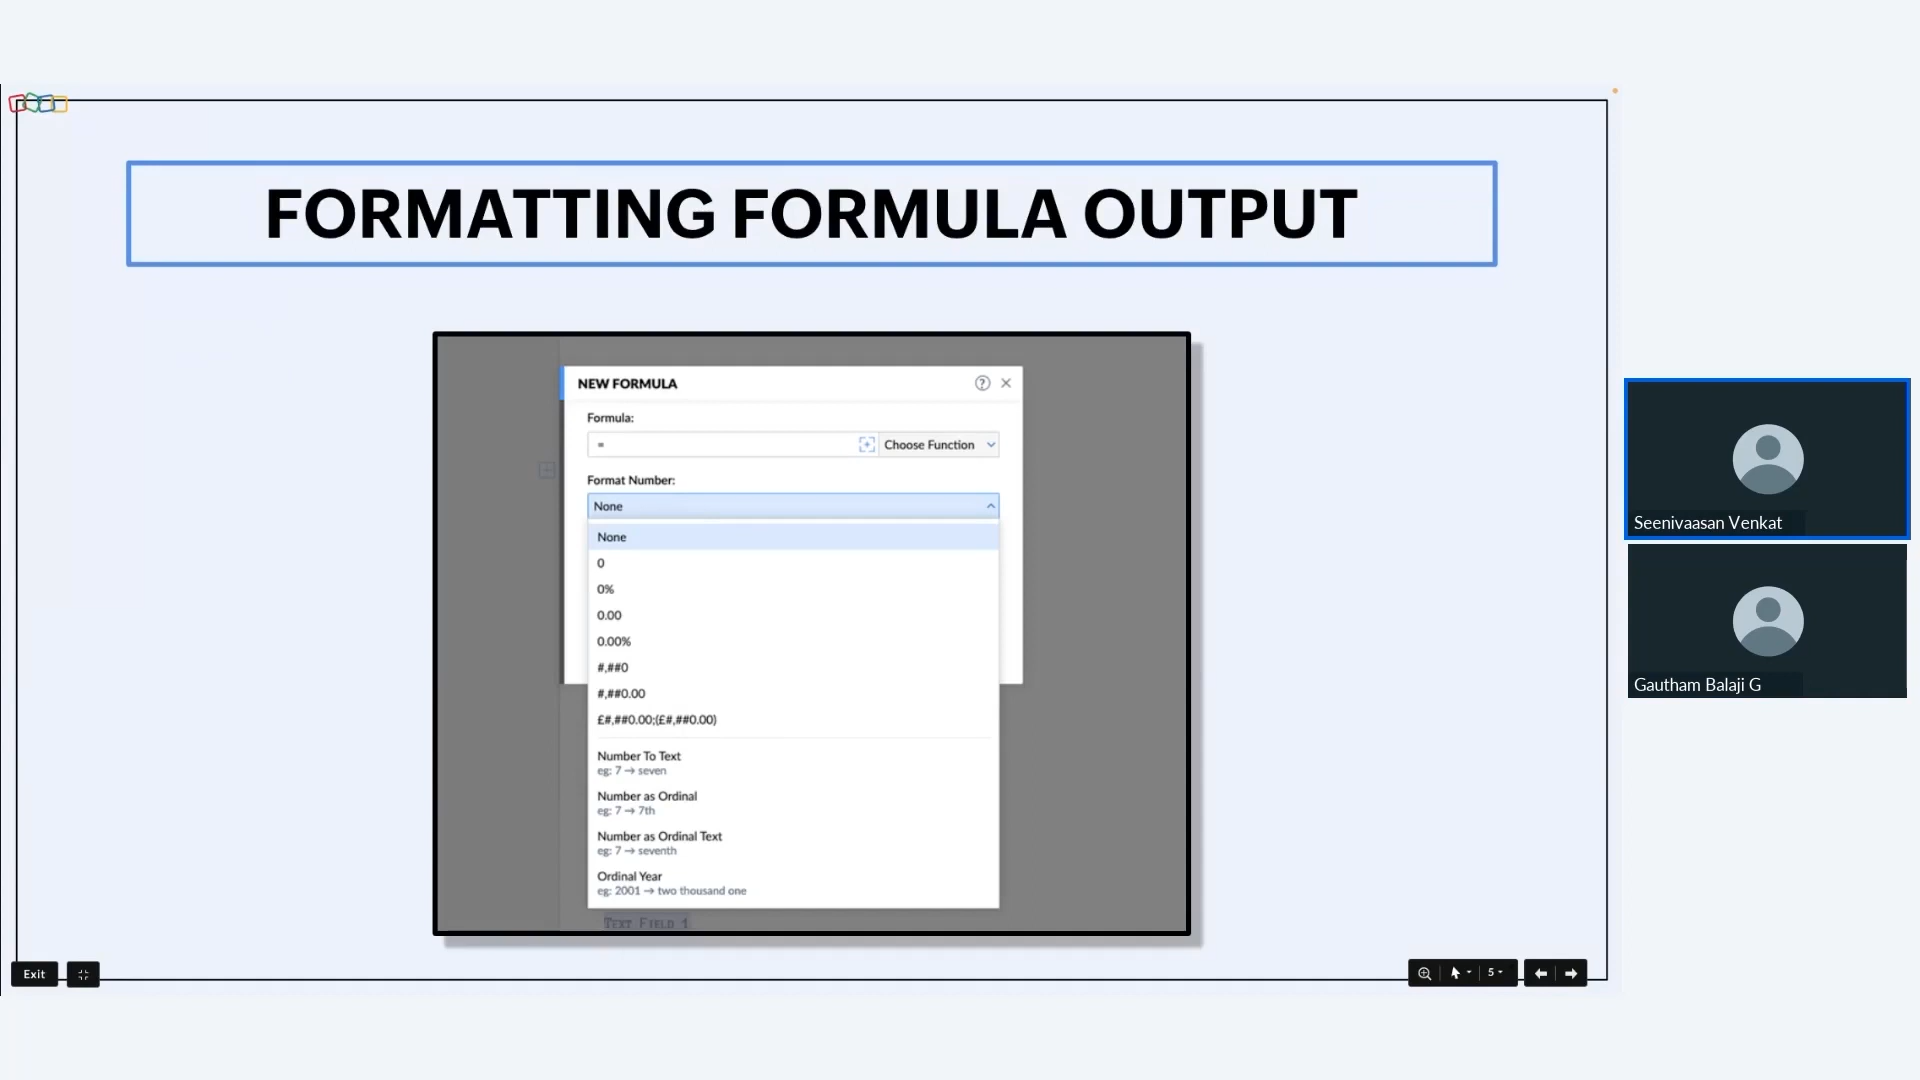 FORMATTING FORMULA OUTPUT
NEW FORMULA
Formula:
=
Choose Function
Format Number:
None
None
0
0%
0.00
0.00%
#,##0
#,##0.00
£#,##0.00;(£#,##0.00)
Number To Text
eg: 7 → seven
Number as Ordinal
eg: 7 → 7th
Number as Ordinal Text
eg: 7 → seventh
Ordinal Year
eg: 2001 → two thousand one
Text Field 1
Seenivaasan Venkat
Gautham Balaji G
Exit
5